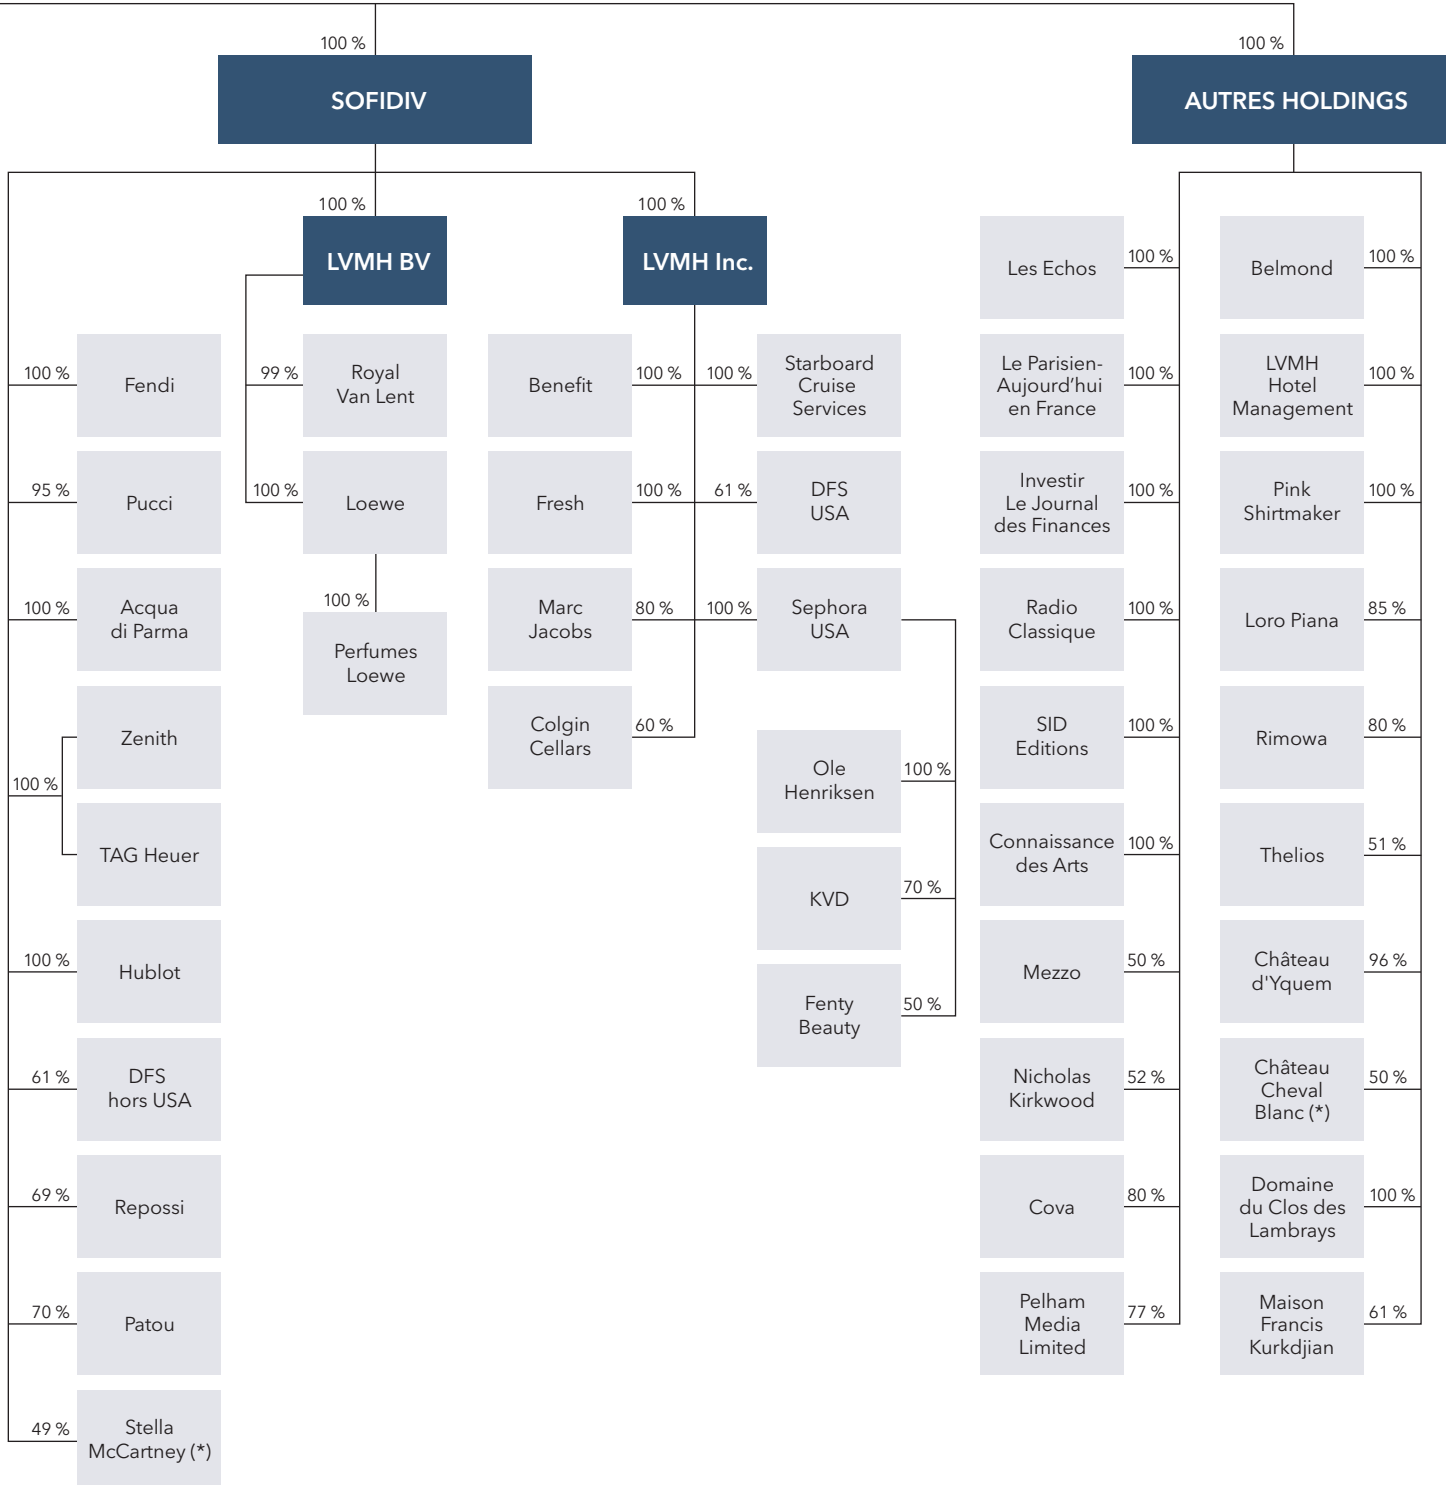 100 %
SOFIDIV
100 %
AUTRES HOLDINGS
100 %
LVMH BV
100 %
LVMH Inc.
100 %
Fendi
95 %
Pucci
100 %
Acqua
di Parma
100 %
Zenith
TAG Heuer
100 %
Hublot
61 %
DFS
hors USA
69 %
Repossi
70 %
Patou
49 %
Stella
McCartney (*)
99 %
Royal
Van Lent
100 %
Loewe
100 %
Perfumes
Loewe
Benefit
100 %
Fresh
100 %
Marc
Jacobs
80 %
Colgin
Cellars
60 %
100 %
Starboard
Cruise
Services
61 %
DFS
USA
100 %
Sephora
USA
Ole
Henriksen
100 %
KVD
70 %
Fenty
Beauty
50 %
Les Echos
100 %
Le Parisien-
Aujourd'hui
en France
100 %
Investir
Le Journal
des Finances
100 %
Radio
Classique
100 %
SID
Editions
100 %
Connaissance
des Arts
100 %
Mezzo
50 %
Nicholas
Kirkwood
52 %
Cova
80 %
Pelham
Media
Limited
77 %
Belmond
100 %
LVMH
Hotel
Management
100 %
Pink
Shirtmaker
100 %
Loro Piana
85 %
Rimowa
80 %
Thelios
51 %
Château
d'Yquem
96 %
Château
Cheval
Blanc (*)
50 %
Domaine
du Clos des
Lambrays
100 %
Maison
Francis
Kurkdjian
61 %